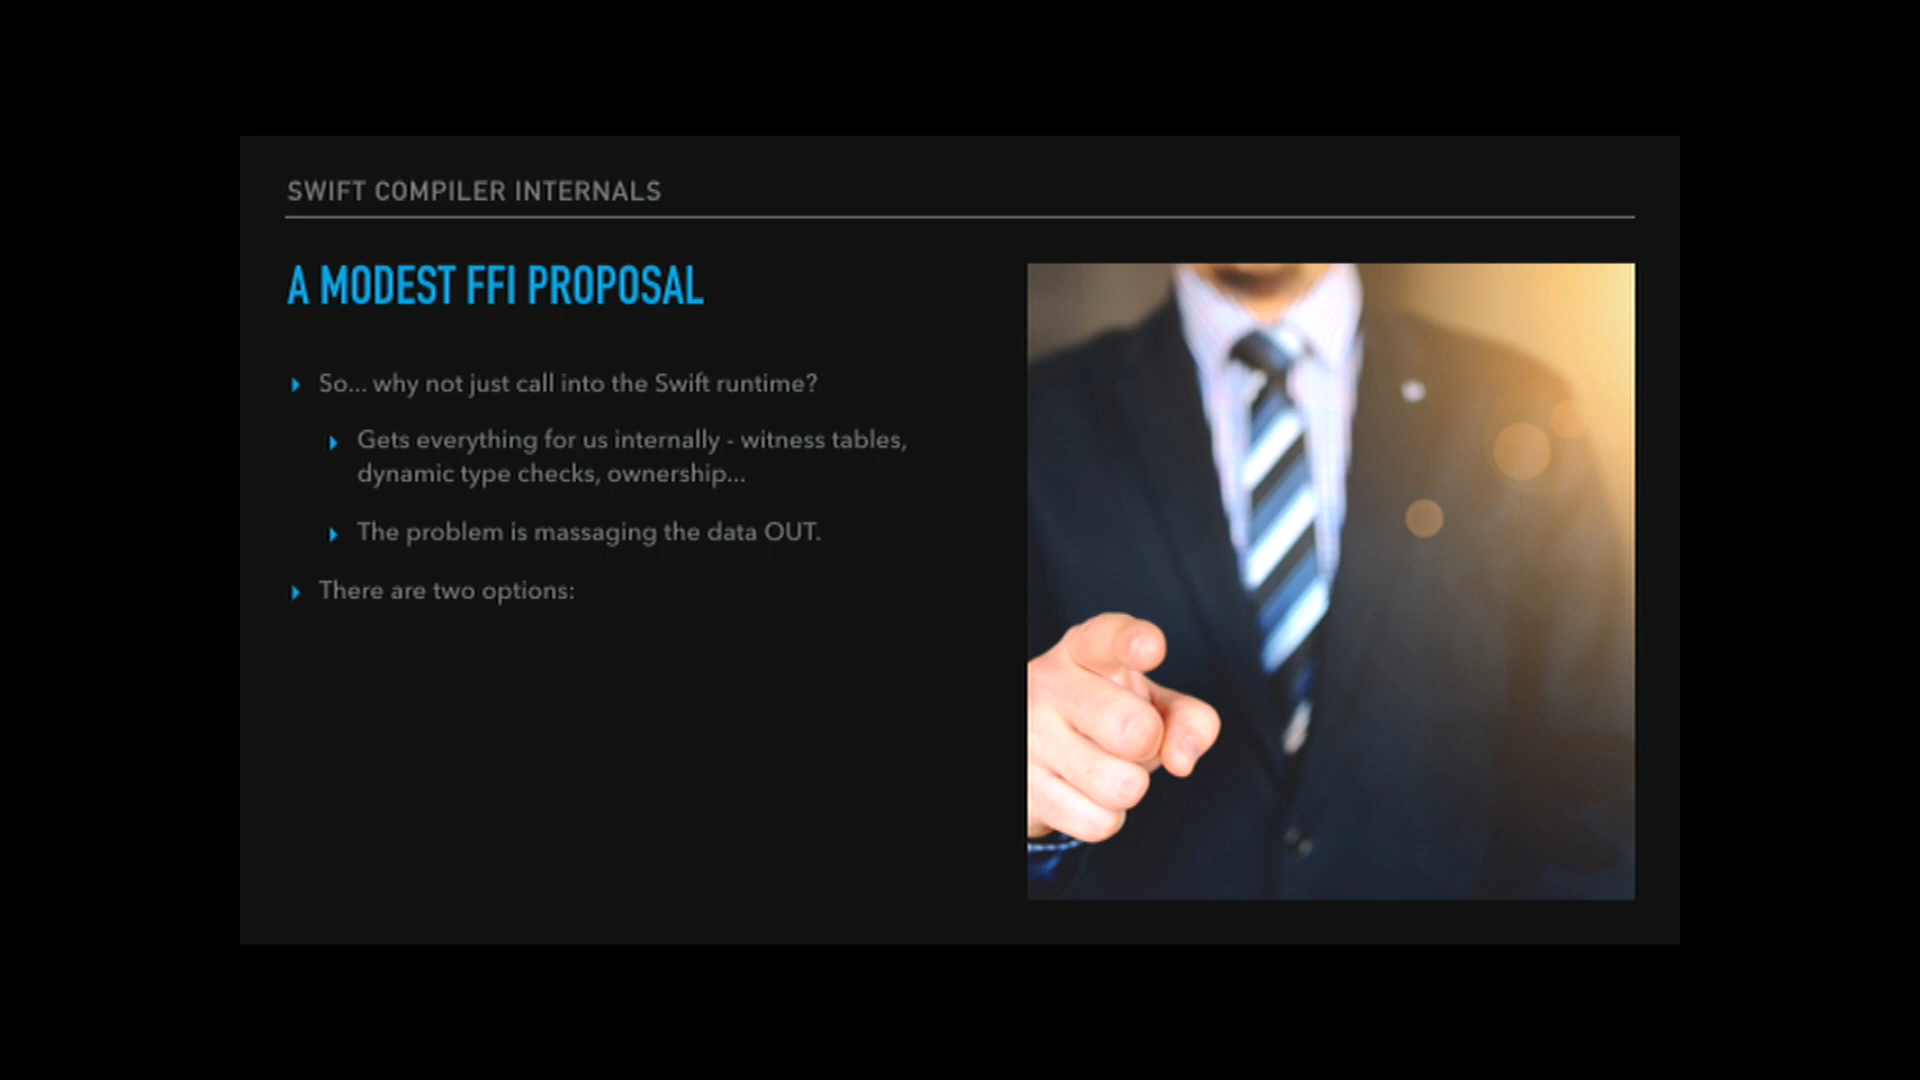 SWIFT COMPILER INTERNALS
A MODEST FFI PROPOSAL
So... why not just call into the Swift runtime?
Gets everything for us internally - witness tables,
dynamic type checks, ownership...
The problem is massaging the data OUT.
There are two options: